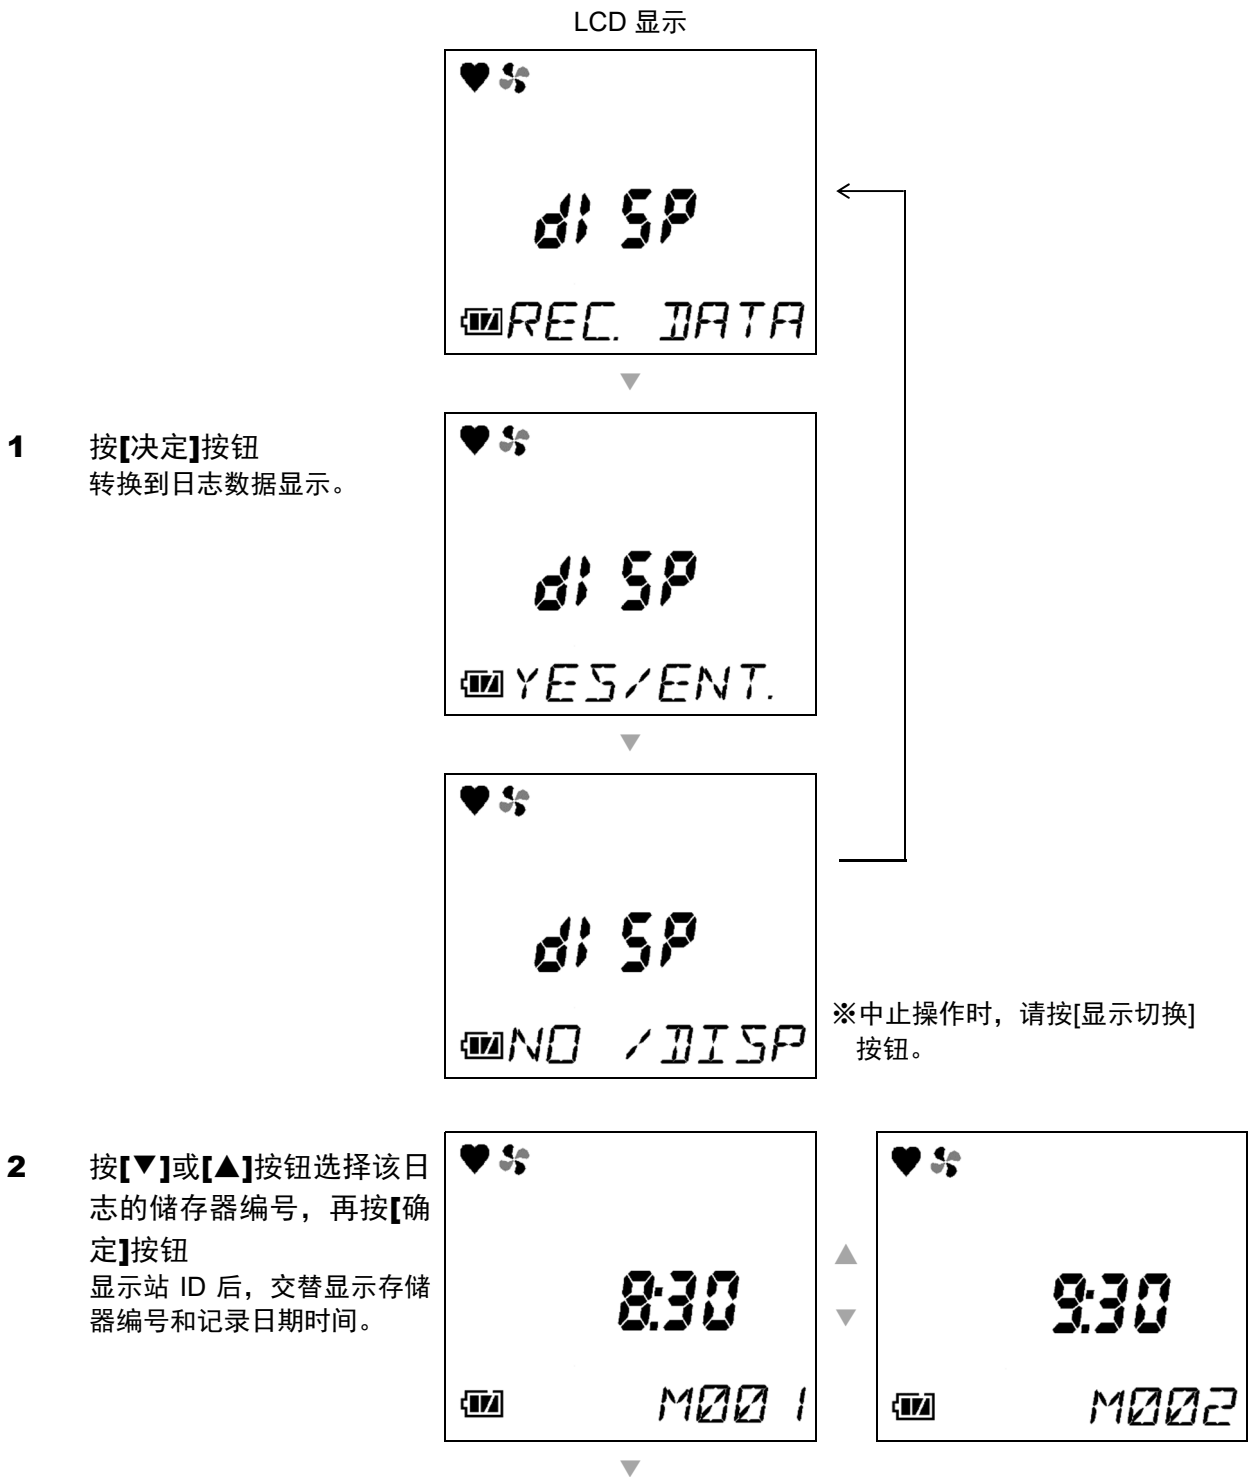 LCD 显示
di SP
REC. DATA
1 按[决定]按钮
转换到日志数据显示。
di SP
YES/ENT.
di SP
NO /DISP
※中止操作时，请按[显示切换]
按钮。
2 按[▼]或[▲]按钮选择该日
志的储存器编号，再按[确
定]按钮
显示站 ID 后，交替显示存储
器编号和记录日期时间。
8:30
M001
9:30
M002